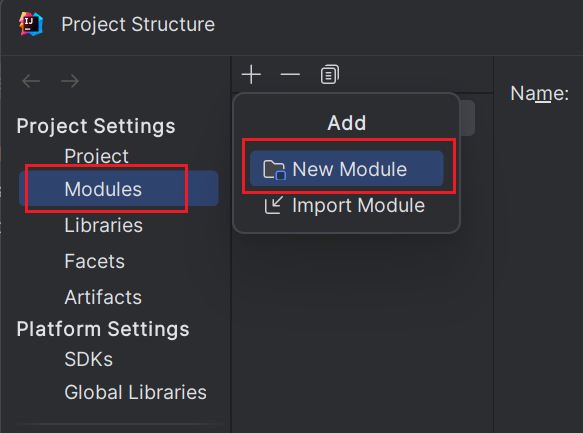 Project Structure
Project Settings
Project
Modules
Libraries
Facets
Artifacts
Platform Settings
SDKs
Global Libraries
Add
New Module
Import Module
Name: